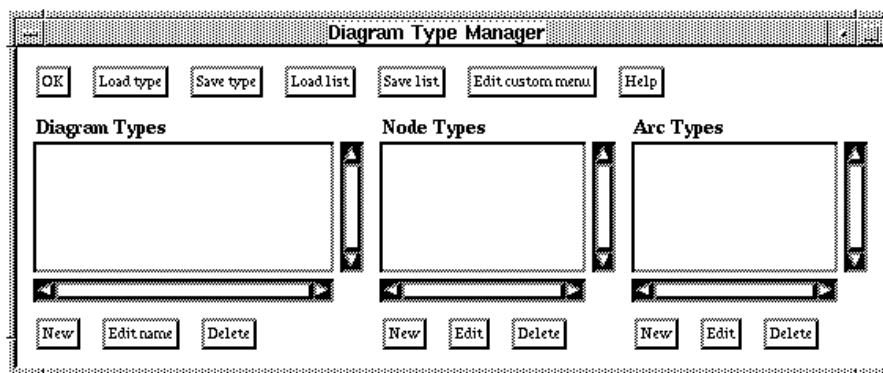 Diagram Type Manager
OK Load type Save type Load list Save list Edit custom menu Help
Diagram Types Node Types Arc Types
New Edit name Delete New Edit Delete New Edit Delete